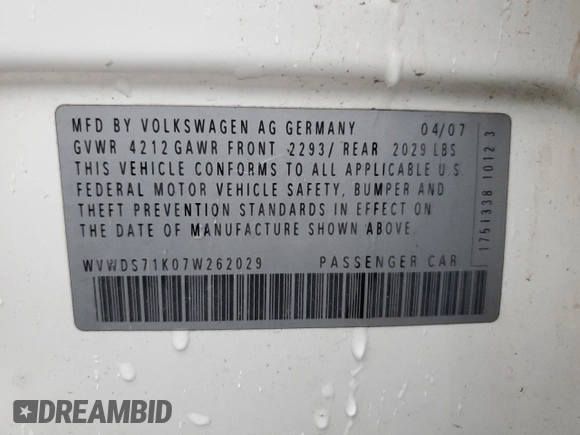 MFD BY VOLKSWAGEN AG GERMANY 04/07
GVWR 4212 GAWR FRONT 2293/ REAR 2029 LBS
THIS VEHICLE CONFORMS TO ALL APPLICABLE U.S
FEDERAL MOTOR VEHICLE SAFETY, BUMPER AND
THEFT PREVENTION STANDARDS IN EFFECT ON
THE DATE OF MANUFACTURE SHOWN ABOVE.
WVWDS71K07W262029 PASSENGER CAR
1751338 1012 3
DREAMBID